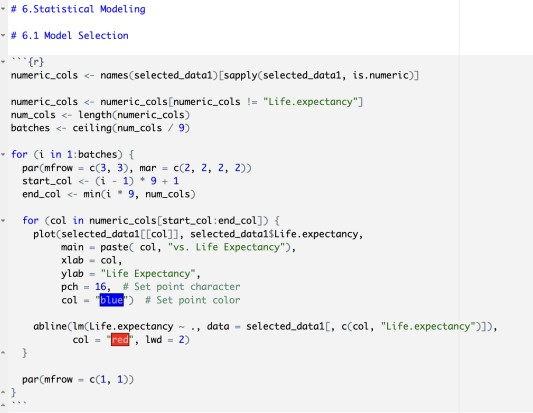 # 6.Statistical Modeling
# 6.1 Model Selection
```{r}
numeric_cols <- names(selected_data1)[sapply(selected_data1, is.numeric)]
numeric_cols <- numeric_cols[numeric_cols != "Life.expectancy"]
num_cols <- length(numeric_cols)
batches <- ceiling(num_cols / 9)
for (i in 1:batches) {
  par(mfrow = c(3, 3), mar = c(2, 2, 2, 2))
  start_col <- (i - 1) * 9 + 1
  end_col <- min(i * 9, num_cols)
  for (col in numeric_cols[start_col:end_col]) {
    plot(selected_data1[[col]], selected_data1$Life.expectancy,
         main = paste( col, "vs. Life Expectancy"),
         xlab = col,
         ylab = "Life Expectancy",
         pch = 16,  # Set point character
         col = "blue")  # Set point color
    abline(lm(Life.expectancy ~ ., data = selected_data1[, c(col, "Life.expectancy")]),
           col = "red", lwd = 2)
  }
  par(mfrow = c(1, 1))
}
```